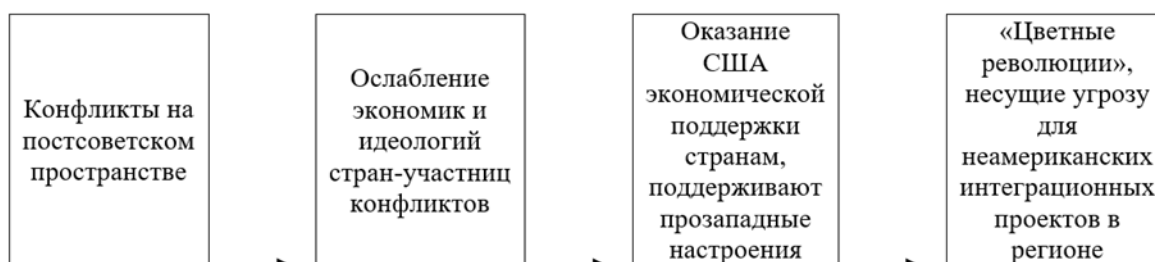 Конфликты на
постсоветском
пространстве
Ослабление
экономик и
идеологий
стран-участниц
конфликтов
Оказание
США
экономической
поддержки
странам,
поддерживают
прозападные
настроения
«Цветные
революции»,
несущие угрозу
для
неамериканских
интеграционных
проектов в
регионе